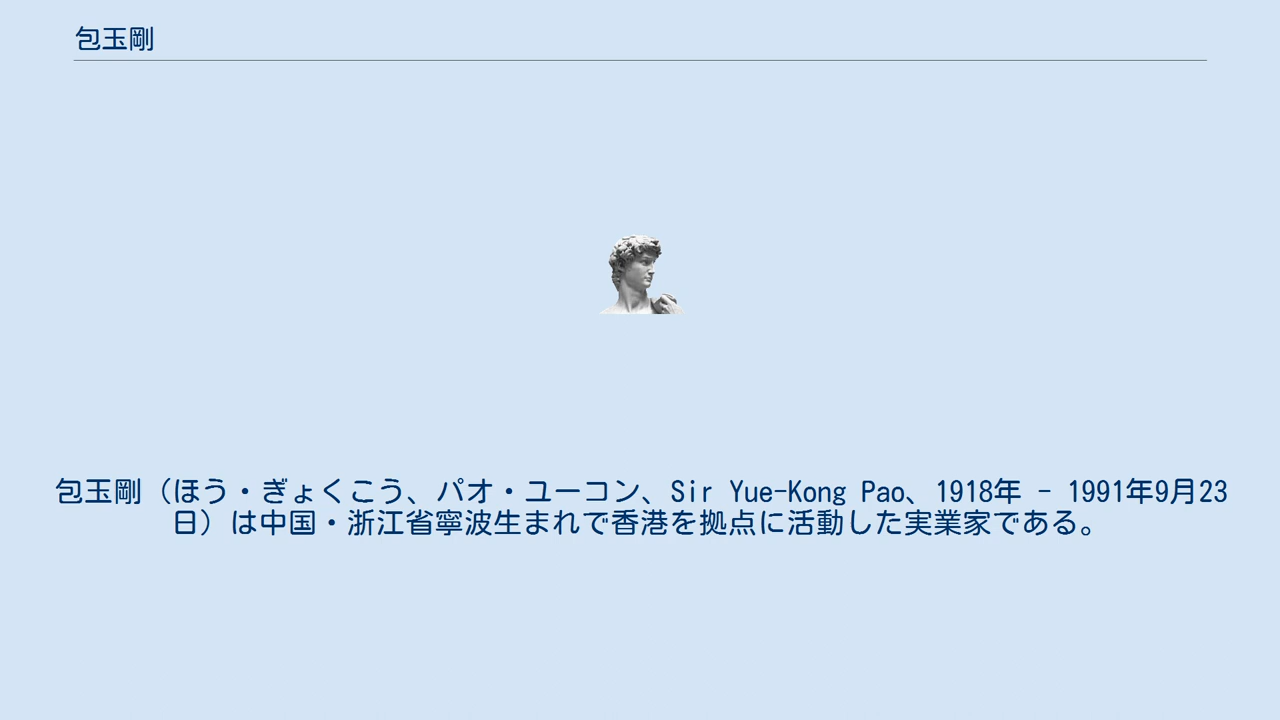 包玉剛
包玉剛（ほう・ぎょくこう、パオ・ユーコン、Sir Yue-Kong Pao、1918年 - 1991年9月23
日）は中国・浙江省寧波生まれで香港を拠点に活動した実業家である。